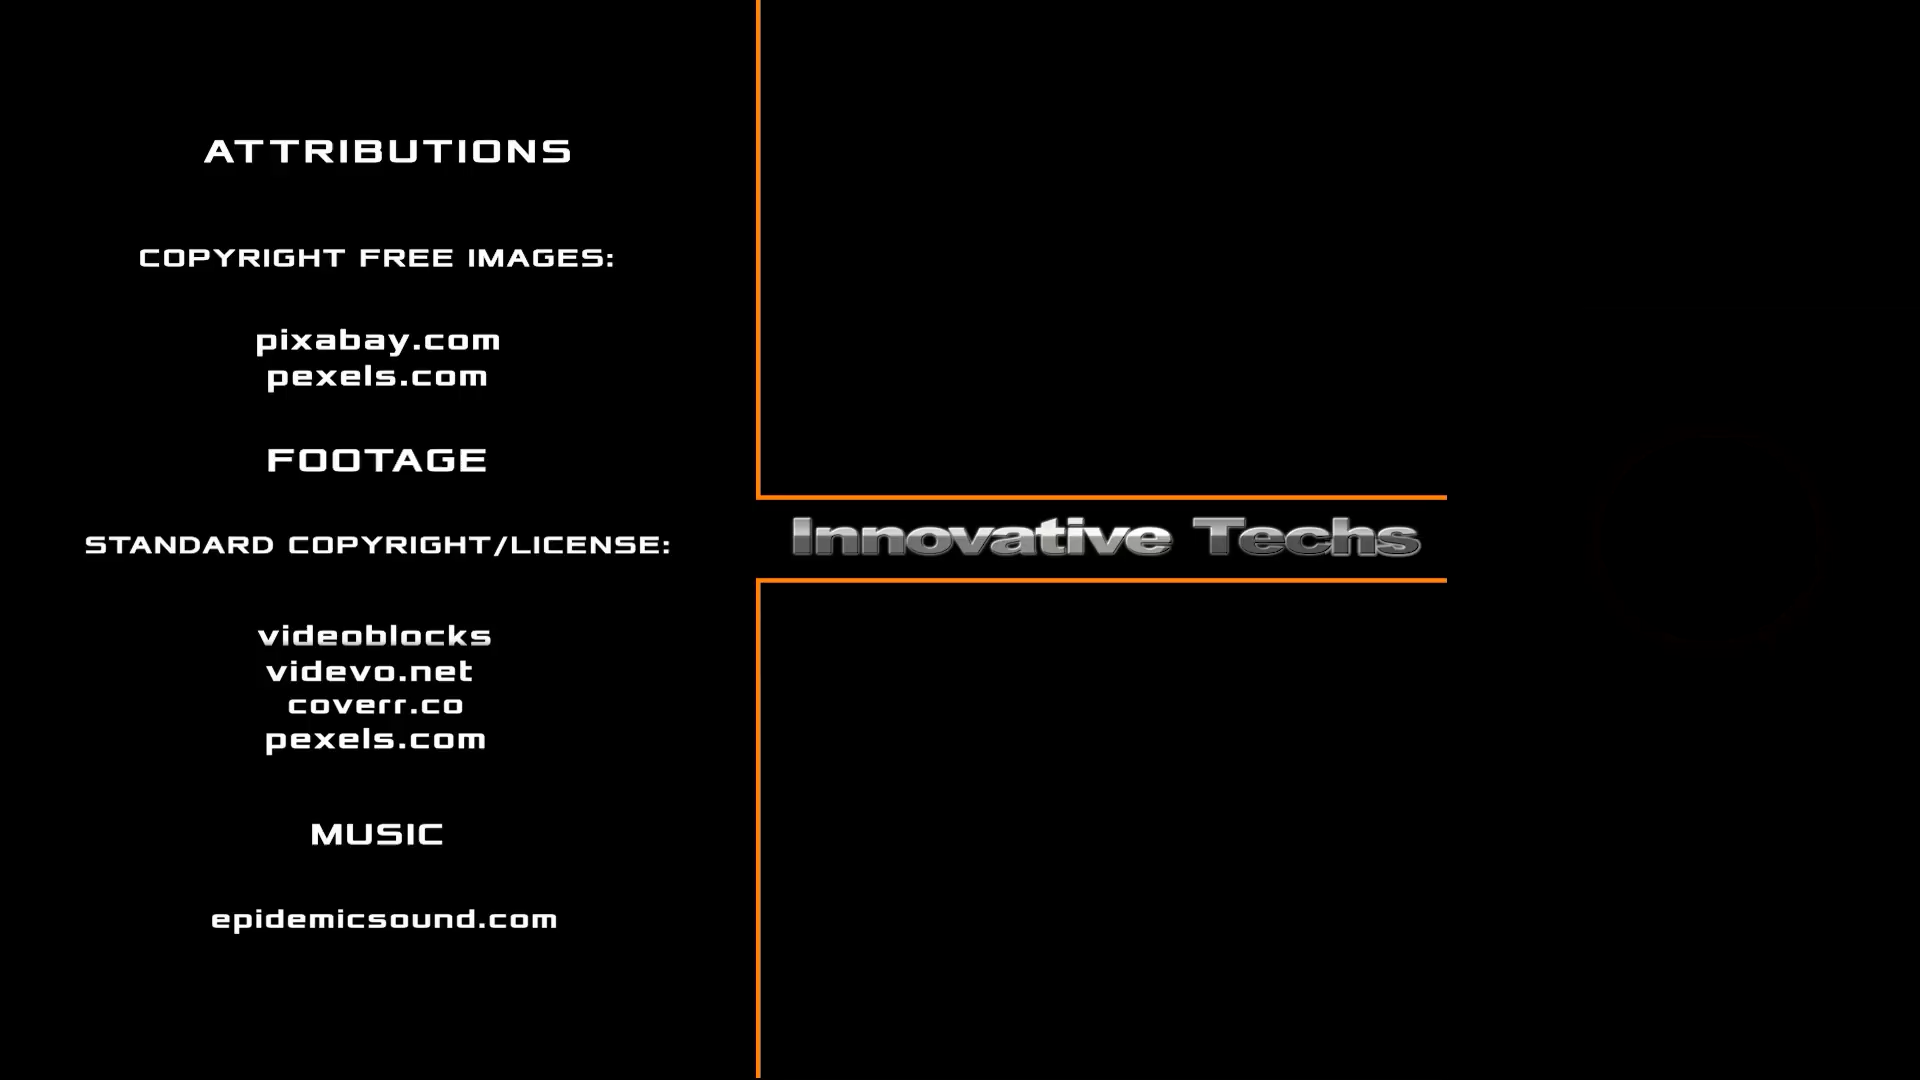 ATTRIBUTIONS
COPYRIGHT FREE IMAGES:
pixabay.com
pexels.com
FOOTAGE
STANDARD COPYRIGHT/LICENSE:
videoblocks
videvo.net
coverr.co
pexels.com
MUSIC
epidemicsound.com
Innovative Techs